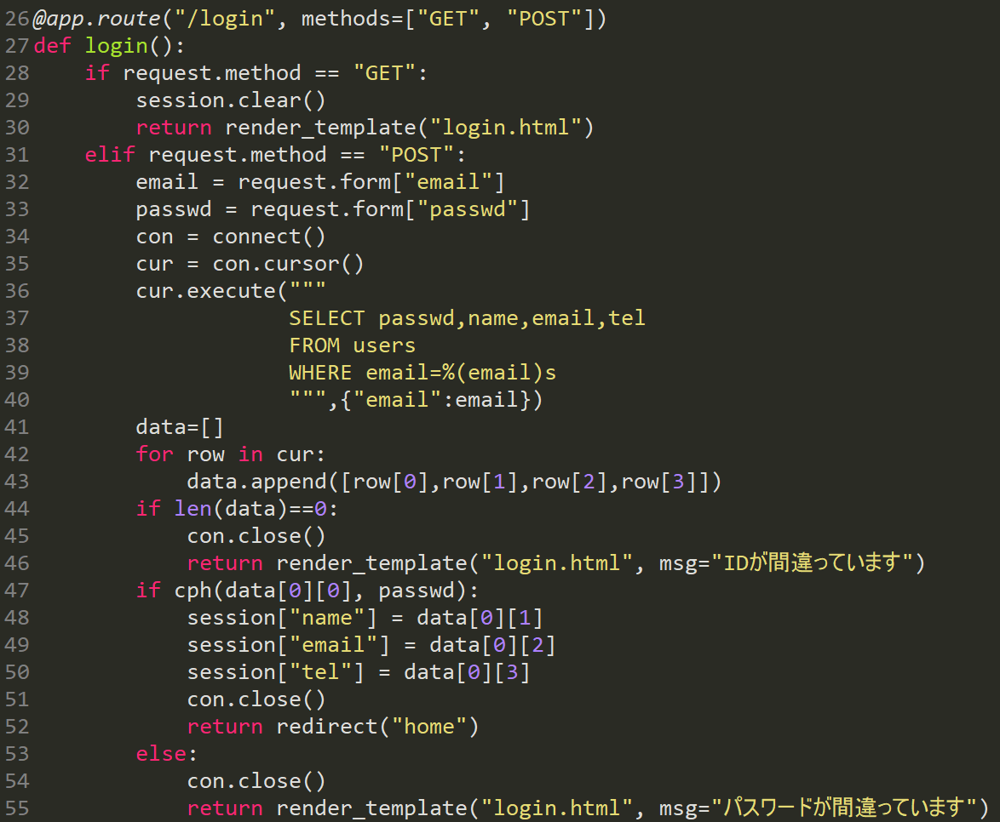 26@app.route("/login", methods=["GET", "POST"])
27def login():
28    if request.method == "GET":
29        session.clear()
30        return render_template("login.html")
31    elif request.method == "POST":
32        email = request.form["email"]
33        passwd = request.form["passwd"]
34        con = connect()
35        cur = con.cursor()
36        cur.execute("""
37                    SELECT passwd,name,email,tel
38                    FROM users
39                    WHERE email=%(email)s
40                    """,{"email":email})
41        data=[]
42        for row in cur:
43            data.append([row[0],row[1],row[2],row[3]])
44        if len(data)==0:
45            con.close()
46            return render_template("login.html", msg="IDが間違っています")
47        if cph(data[0][0], passwd):
48            session["name"] = data[0][1]
49            session["email"] = data[0][2]
50            session["tel"] = data[0][3]
51            con.close()
52            return redirect("home")
53        else:
54            con.close()
55            return render_template("login.html", msg="パスワードが間違っています")